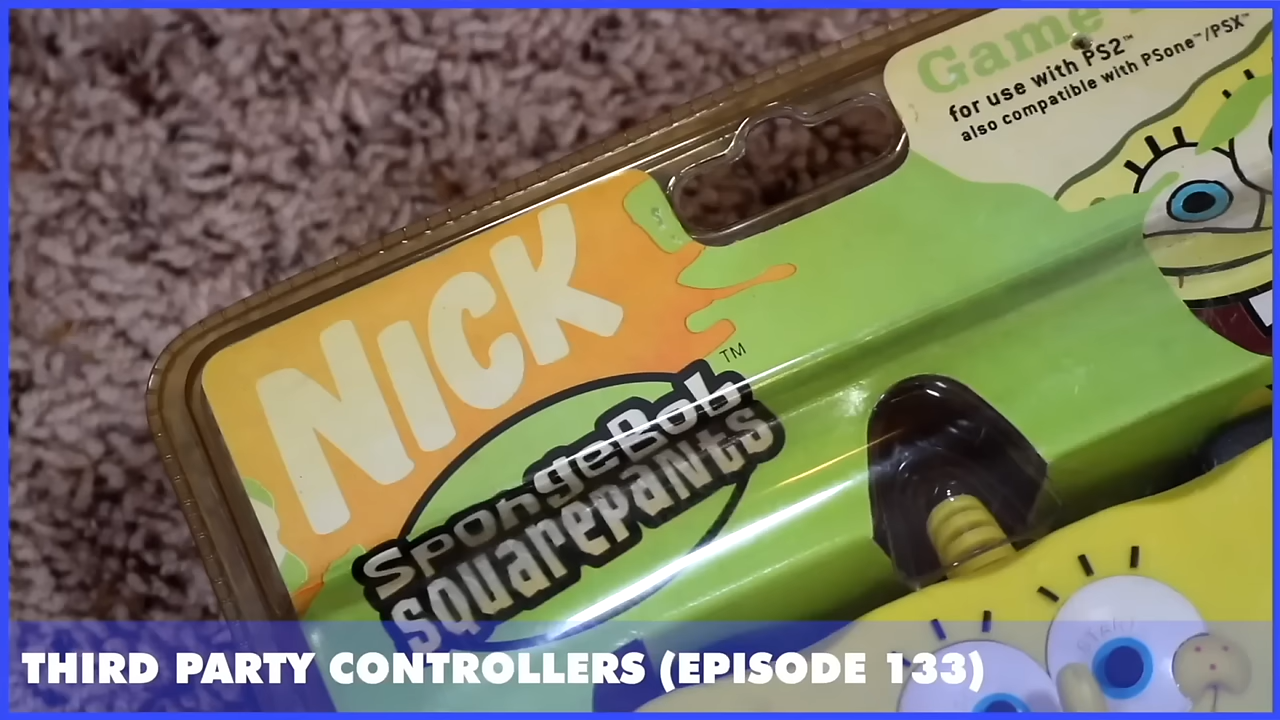 Game
for use with PS2™
also compatible with PSone™/PSX™
NICK
™
SpongeBob
squarepants
START
THIRD PARTY CONTROLLERS (EPISODE 133)